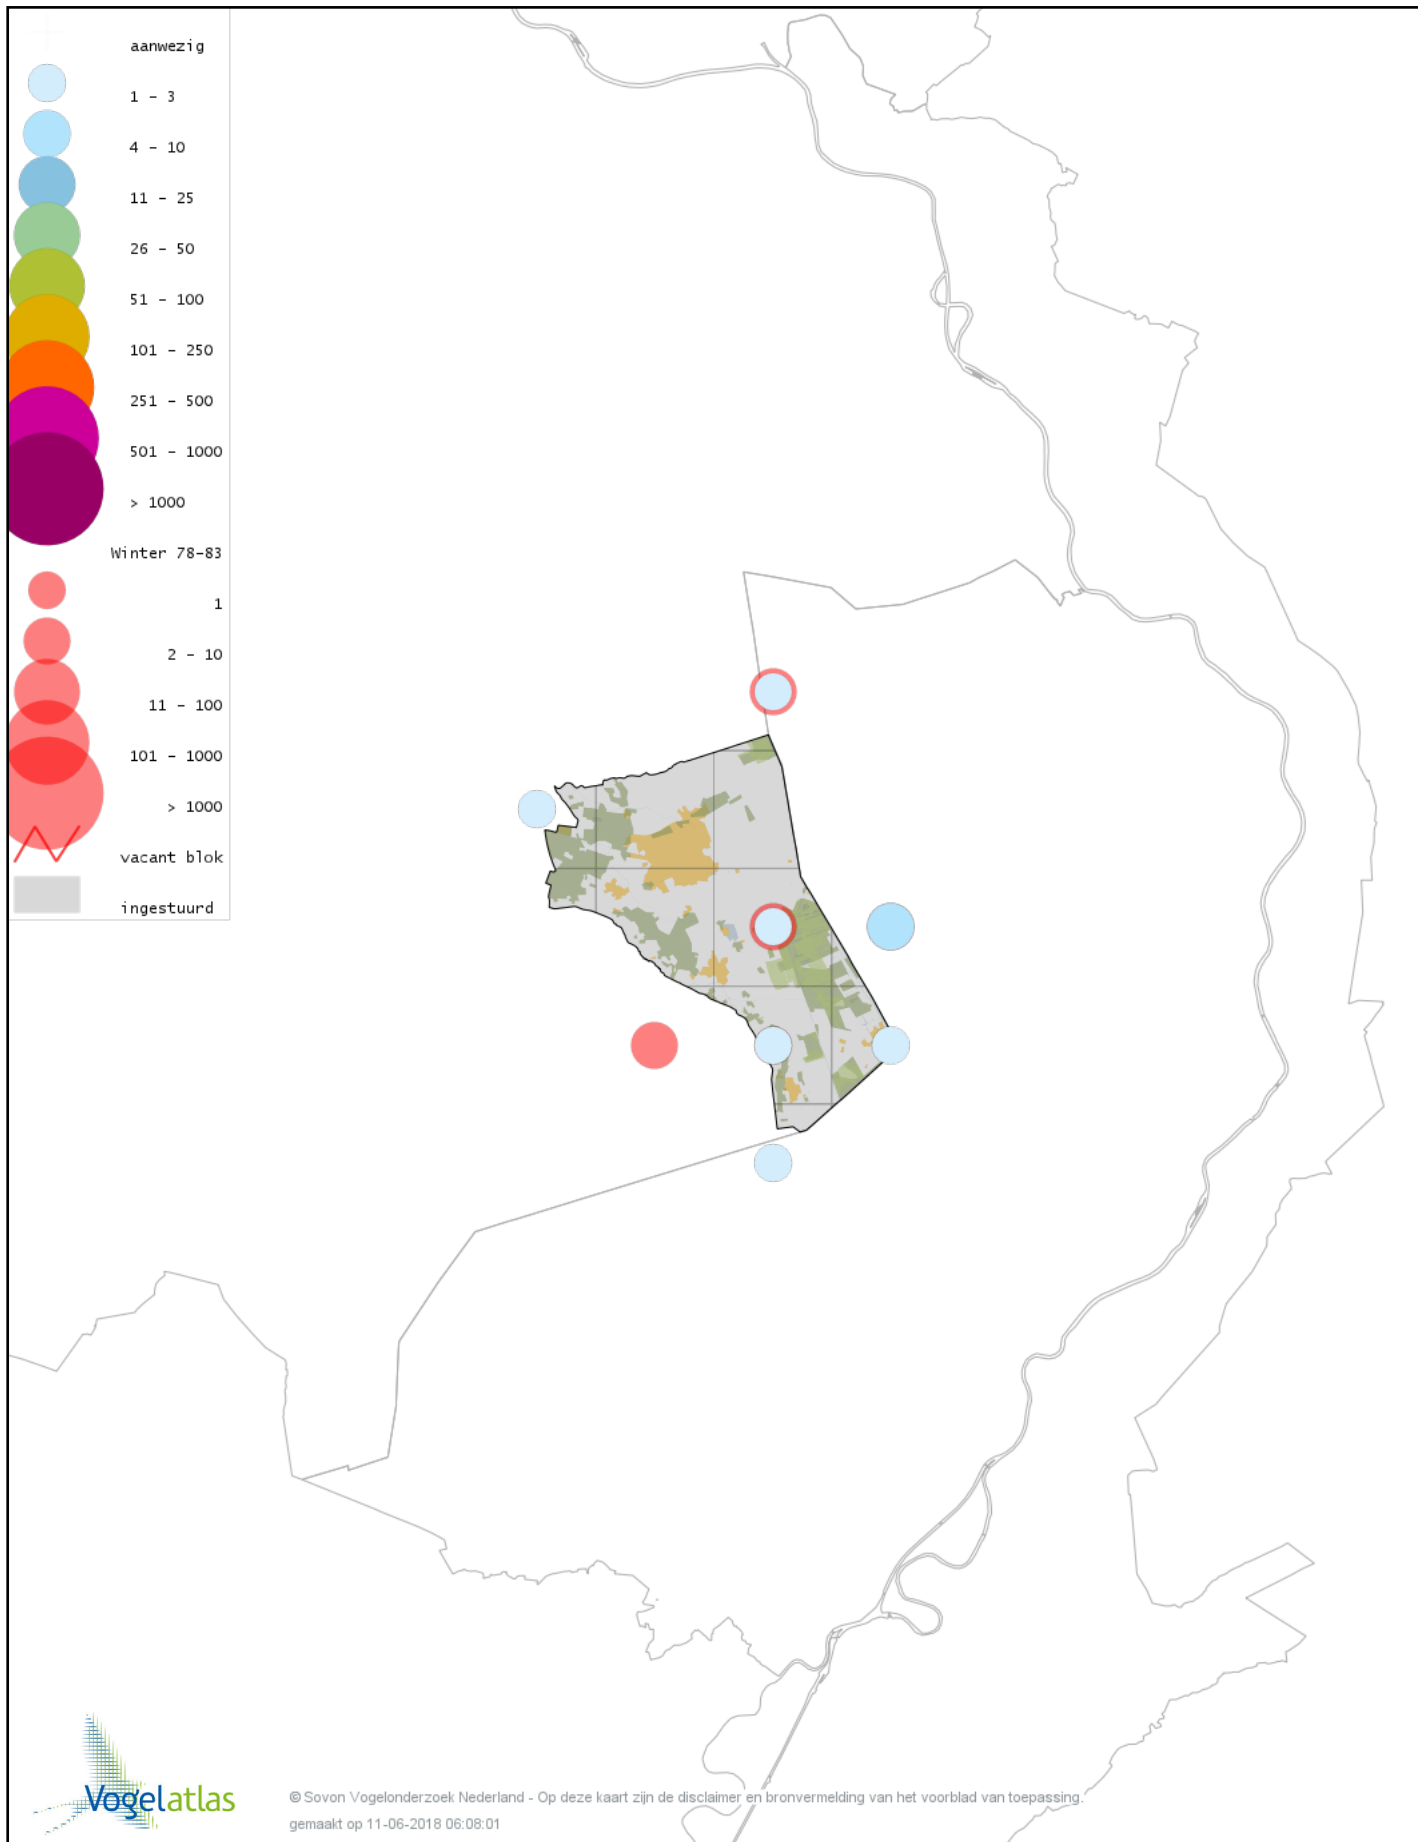 aanwezig
1 - 3
4 - 10
11 - 25
26 - 50
51 - 100
101 - 250
251 - 500
501 - 1000
> 1000
Winter 78-83
1
2 - 10
11 - 100
101 - 1000
> 1000
vacant blok
ingestuurd
Vogelatlas
© Sovon Vogelonderzoek Nederland - Op deze kaart zijn de disclaimer en bronvermelding van het voorblad van toepassing.
gemaakt op 11-06-2018 06:08:01